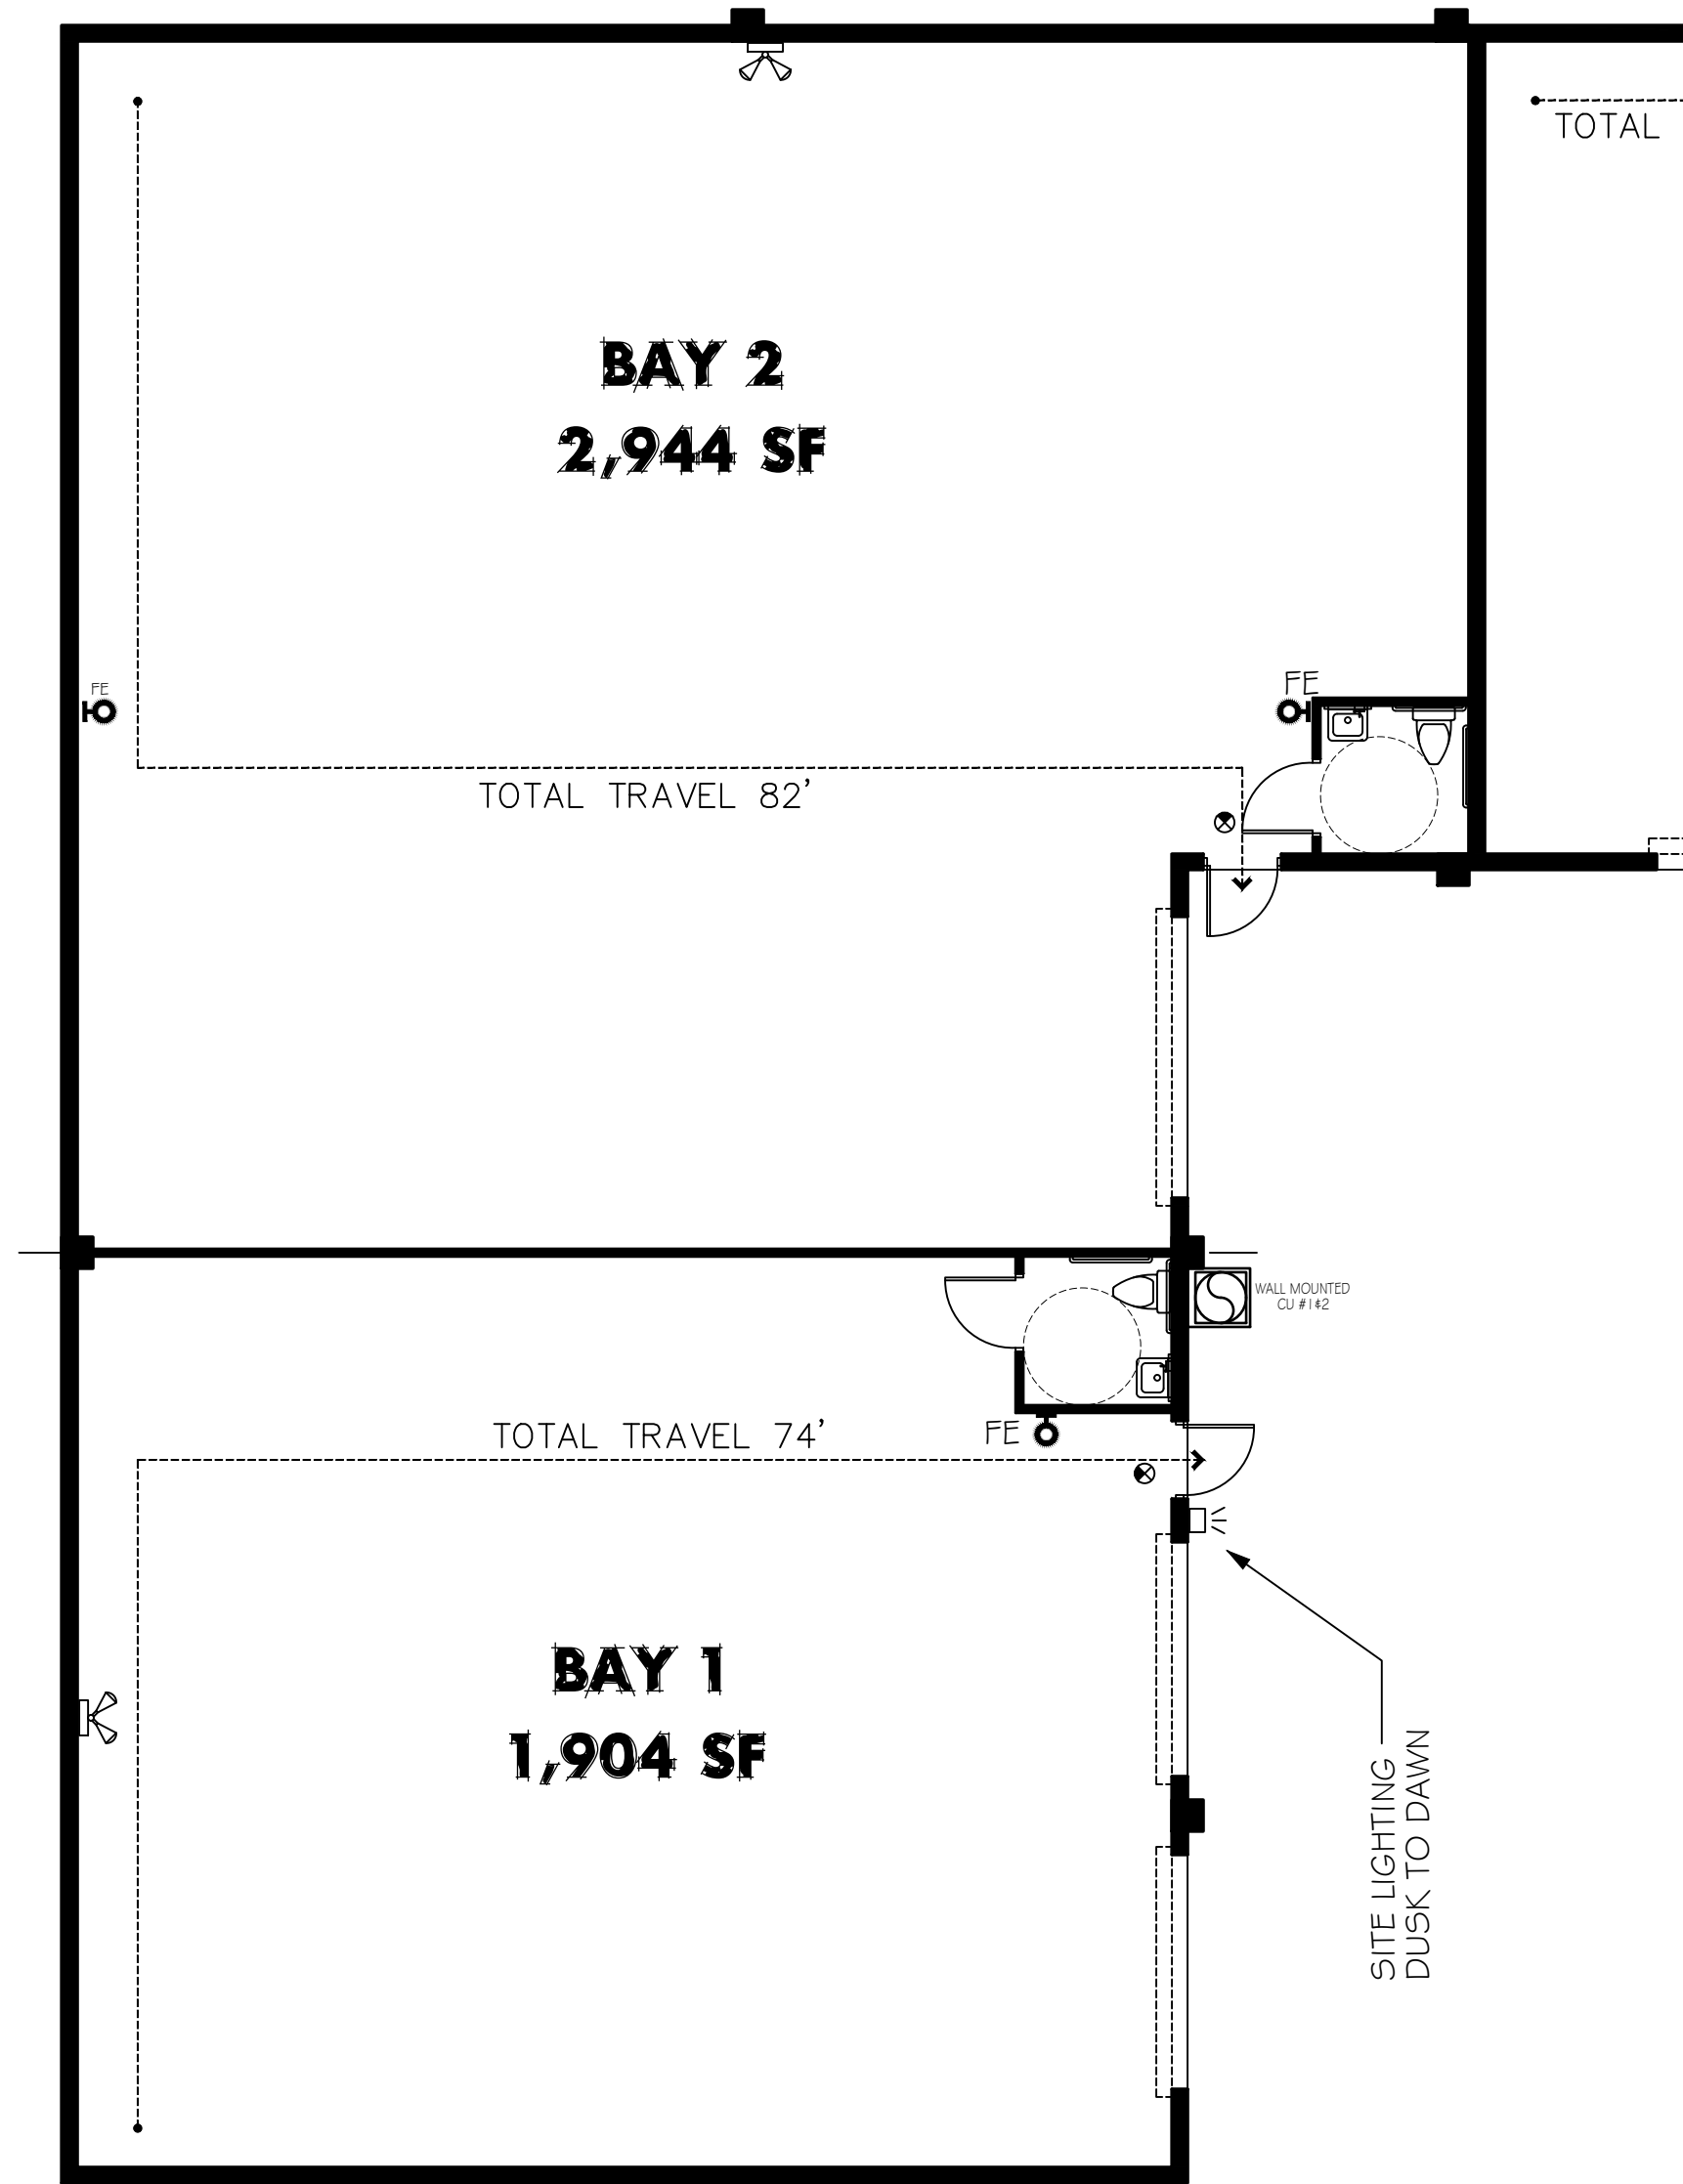 TOTAL
BAY 2
2,944 SF
FE
FE
TOTAL TRAVEL 82'
WALL MOUNTED
CU #1&2
TOTAL TRAVEL 74'
FE
BAY 1
1,904 SF
SITE LIGHTING
DUSK TO DAWN